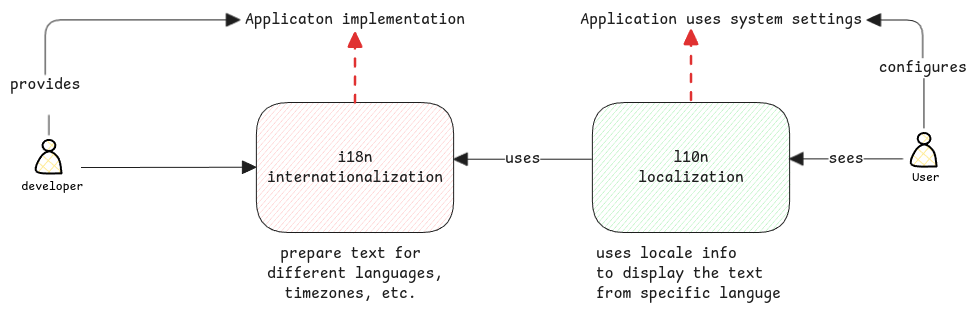 Applicaton implementation
Application uses system settings
provides
configures
i18n
internationalization
uses
l10n
localization
sees
developer
User
prepare text for
different languages,
timezones, etc.
uses locale info
to display the text
from specific languge